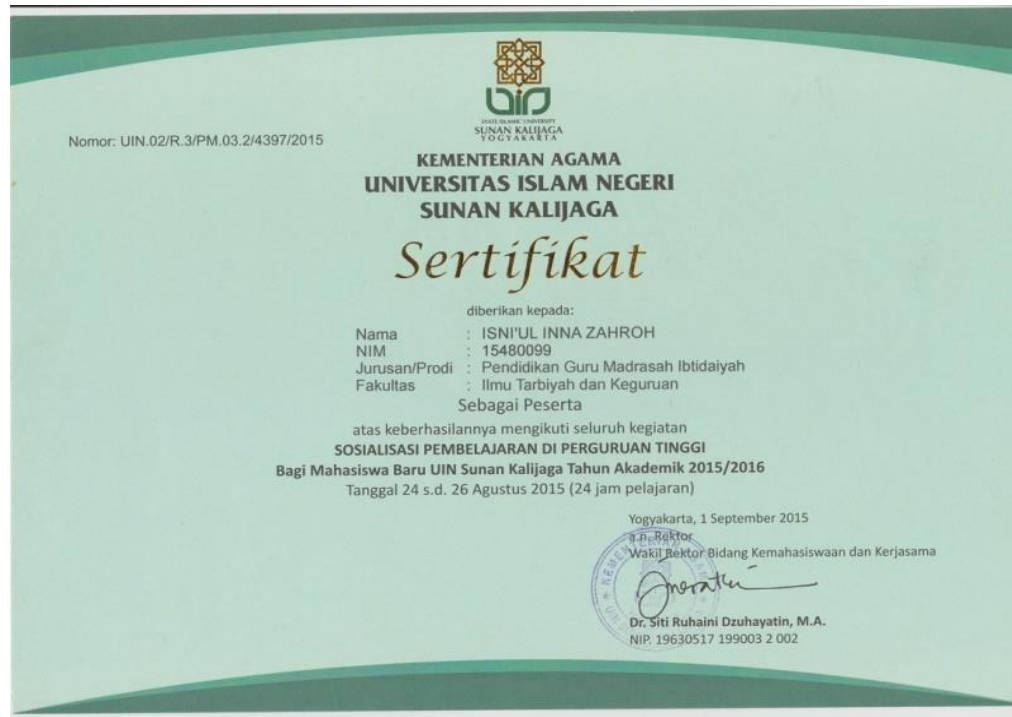 uin
STATE ISLAMIC UNIVERSITY
SUNAN KALIJAGA
YOGYAKARTA
Nomor: UIN.02/R.3/PM.03.2/4397/2015
KEMENTERIAN AGAMA
UNIVERSITAS ISLAM NEGERI
SUNAN KALIJAGA
Sertifikat
diberikan kepada:
Nama : ISNI'UL INNA ZAHROH
NIM : 15480099
Jurusan/Prodi : Pendidikan Guru Madrasah Ibtidaiyah
Fakultas : Ilmu Tarbiyah dan Keguruan
Sebagai Peserta
atas keberhasilannya mengikuti seluruh kegiatan
SOSIALISASI PEMBELAJARAN DI PERGURUAN TINGGI
Bagi Mahasiswa Baru UIN Sunan Kalijaga Tahun Akademik 2015/2016
Tanggal 24 s.d. 26 Agustus 2015 (24 jam pelajaran)
Yogyakarta, 1 September 2015
a.n. Rektor
Wakil Rektor Bidang Kemahasiswaan dan Kerjasama
Dr. Siti Ruhaini Dzuhayatin, M.A.
NIP. 19630517 199003 2 002